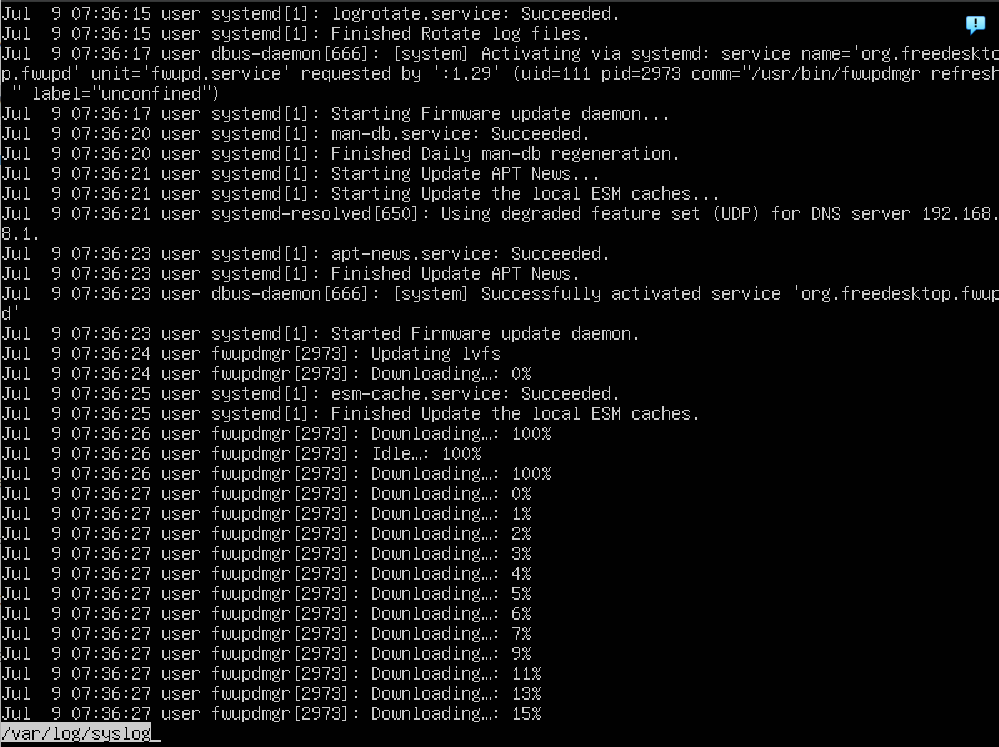 Jul  9 07:36:15 user systemd[1]: logrotate.service: Succeeded.
Jul  9 07:36:15 user systemd[1]: Finished Rotate log files.
Jul  9 07:36:17 user dbus-daemon[666]: [system] Activating via systemd: service name='org.freedeskto
p.fwupd' unit='fwupd.service' requested by ':1.29' (uid=111 pid=2973 comm="/usr/bin/fwupdmgr refresh
 " label="unconfined")
Jul  9 07:36:17 user systemd[1]: Starting Firmware update daemon...
Jul  9 07:36:20 user systemd[1]: man-db.service: Succeeded.
Jul  9 07:36:20 user systemd[1]: Finished Daily man-db regeneration.
Jul  9 07:36:21 user systemd[1]: Starting Update APT News...
Jul  9 07:36:21 user systemd[1]: Starting Update the local ESM caches...
Jul  9 07:36:21 user systemd-resolved[650]: Using degraded feature set (UDP) for DNS server 192.168.
8.1.
Jul  9 07:36:23 user systemd[1]: apt-news.service: Succeeded.
Jul  9 07:36:23 user systemd[1]: Finished Update APT News.
Jul  9 07:36:23 user dbus-daemon[666]: [system] Successfully activated service 'org.freedesktop.fwup
d'
Jul  9 07:36:23 user systemd[1]: Started Firmware update daemon.
Jul  9 07:36:24 user fwupdmgr[2973]: Updating lvfs
Jul  9 07:36:24 user fwupdmgr[2973]: Downloading…: 0%
Jul  9 07:36:25 user systemd[1]: esm-cache.service: Succeeded.
Jul  9 07:36:25 user systemd[1]: Finished Update the local ESM caches.
Jul  9 07:36:26 user fwupdmgr[2973]: Downloading…: 100%
Jul  9 07:36:26 user fwupdmgr[2973]: Idle…: 100%
Jul  9 07:36:26 user fwupdmgr[2973]: Downloading…: 100%
Jul  9 07:36:27 user fwupdmgr[2973]: Downloading…: 0%
Jul  9 07:36:27 user fwupdmgr[2973]: Downloading…: 1%
Jul  9 07:36:27 user fwupdmgr[2973]: Downloading…: 2%
Jul  9 07:36:27 user fwupdmgr[2973]: Downloading…: 3%
Jul  9 07:36:27 user fwupdmgr[2973]: Downloading…: 4%
Jul  9 07:36:27 user fwupdmgr[2973]: Downloading…: 5%
Jul  9 07:36:27 user fwupdmgr[2973]: Downloading…: 6%
Jul  9 07:36:27 user fwupdmgr[2973]: Downloading…: 7%
Jul  9 07:36:27 user fwupdmgr[2973]: Downloading…: 9%
Jul  9 07:36:27 user fwupdmgr[2973]: Downloading…: 11%
Jul  9 07:36:27 user fwupdmgr[2973]: Downloading…: 13%
Jul  9 07:36:27 user fwupdmgr[2973]: Downloading…: 15%
/var/log/syslog